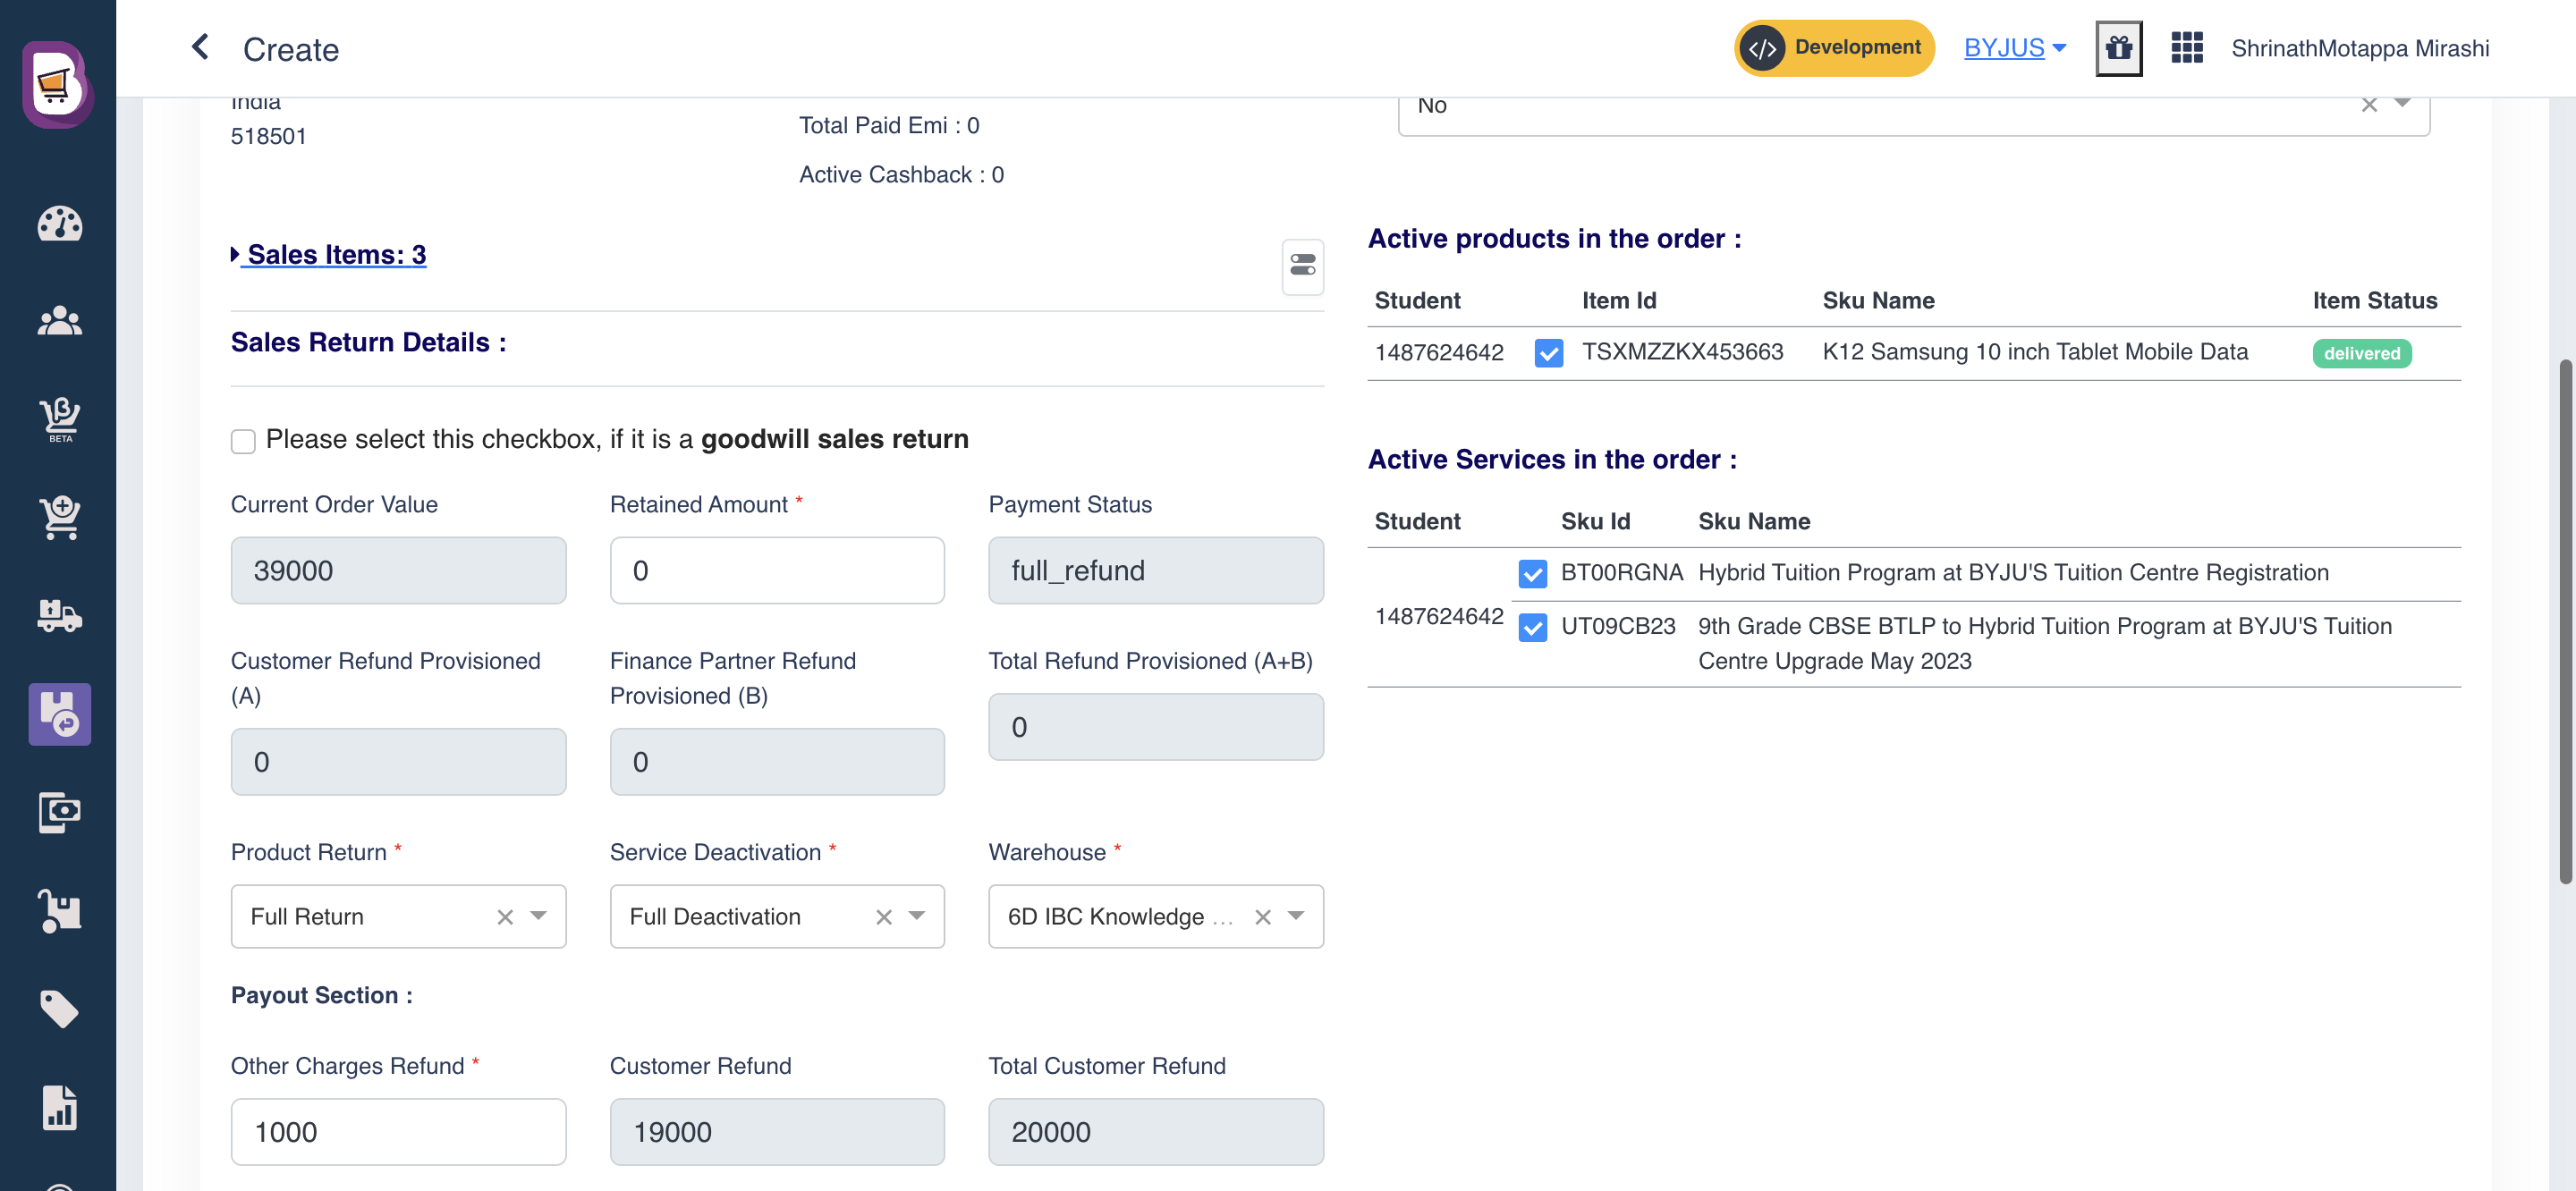 Create
Development
BYJUS
ShrinathMotappa Mirashi
BETA
India
518501
Total Paid Emi : 0
Active Cashback : 0
No
Sales Items: 3
Sales Return Details :
Please select this checkbox, if it is a goodwill sales return
Current Order Value
Retained Amount *
Payment Status
39000
0
full_refund
Customer Refund Provisioned
(A)
Finance Partner Refund
Provisioned (B)
Total Refund Provisioned (A+B)
0
0
0
Product Return *
Service Deactivation *
Warehouse *
Full Return
Full Deactivation
6D IBC Knowledge ...
Payout Section :
Other Charges Refund *
Customer Refund
Total Customer Refund
1000
19000
20000
Active products in the order :
Student Item Id Sku Name Item Status
1487624642 TSXMZZKX453663 K12 Samsung 10 inch Tablet Mobile Data delivered
Active Services in the order :
Student Sku Id Sku Name
1487624642
BT00RGNA Hybrid Tuition Program at BYJU'S Tuition Centre Registration
UT09CB23 9th Grade CBSE BTLP to Hybrid Tuition Program at BYJU'S Tuition
Centre Upgrade May 2023